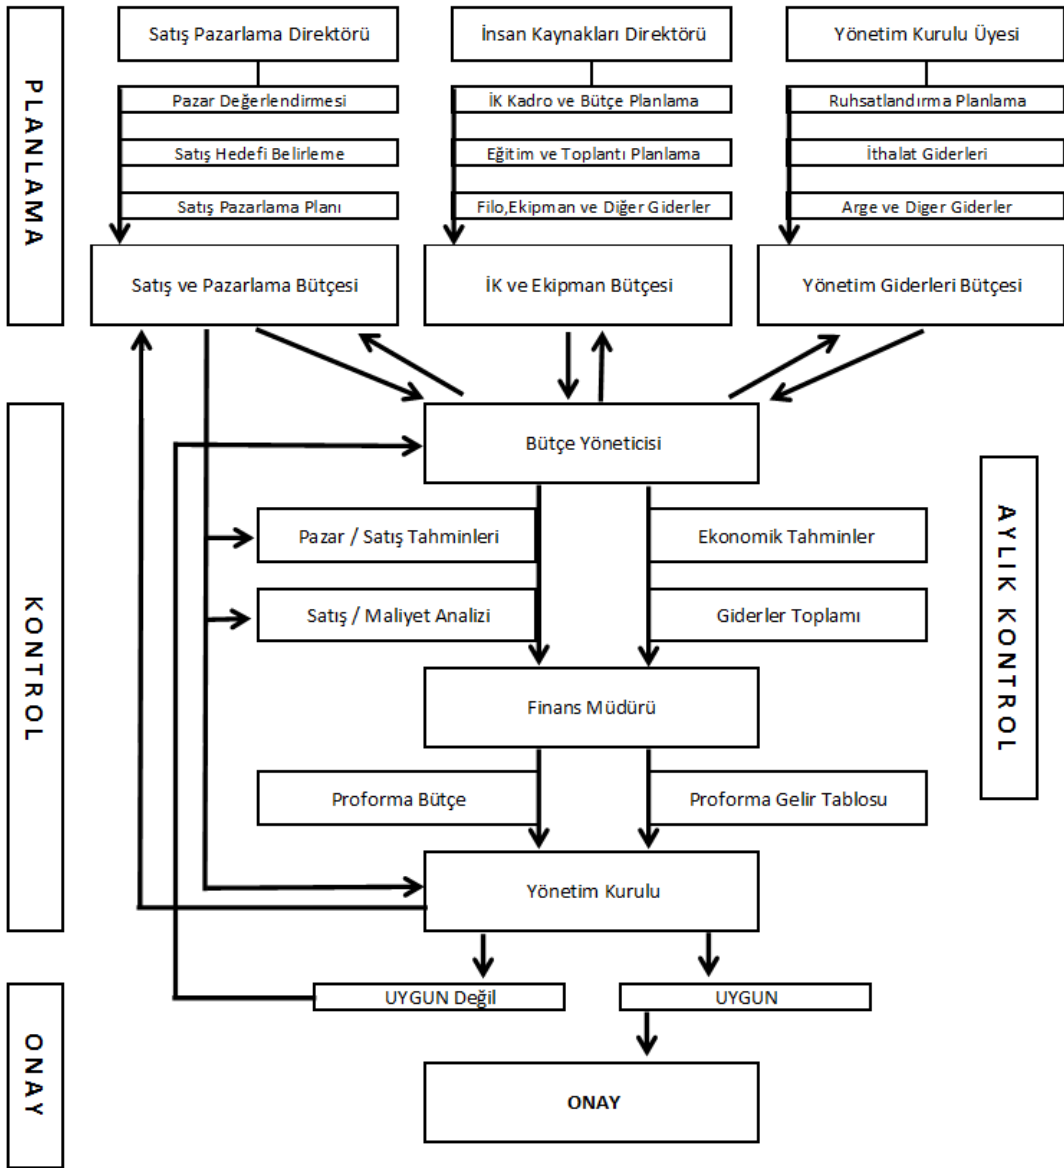 PLANLAMA
Satış Pazarlama Direktörü
İnsan Kaynakları Direktörü
Yönetim Kurulu Üyesi
Pazar Değerlendirmesi
İK Kadro ve Bütçe Planlama
Ruhsatlandırma Planlama
Satış Hedefi Belirleme
Eğitim ve Toplantı Planlama
İthalat Giderleri
Satış Pazarlama Planı
Filo,Ekipman ve Diğer Giderler
Arge ve Diger Giderler
Satış ve Pazarlama Bütçesi
İK ve Ekipman Bütçesi
Yönetim Giderleri Bütçesi
KONTROL
Bütçe Yöneticisi
AYLIK KONTROL
Pazar / Satış Tahminleri
Ekonomik Tahminler
Satış / Maliyet Analizi
Giderler Toplamı
Finans Müdürü
Proforma Bütçe
Proforma Gelir Tablosu
Yönetim Kurulu
ONAY
UYGUN Değil
UYGUN
ONAY